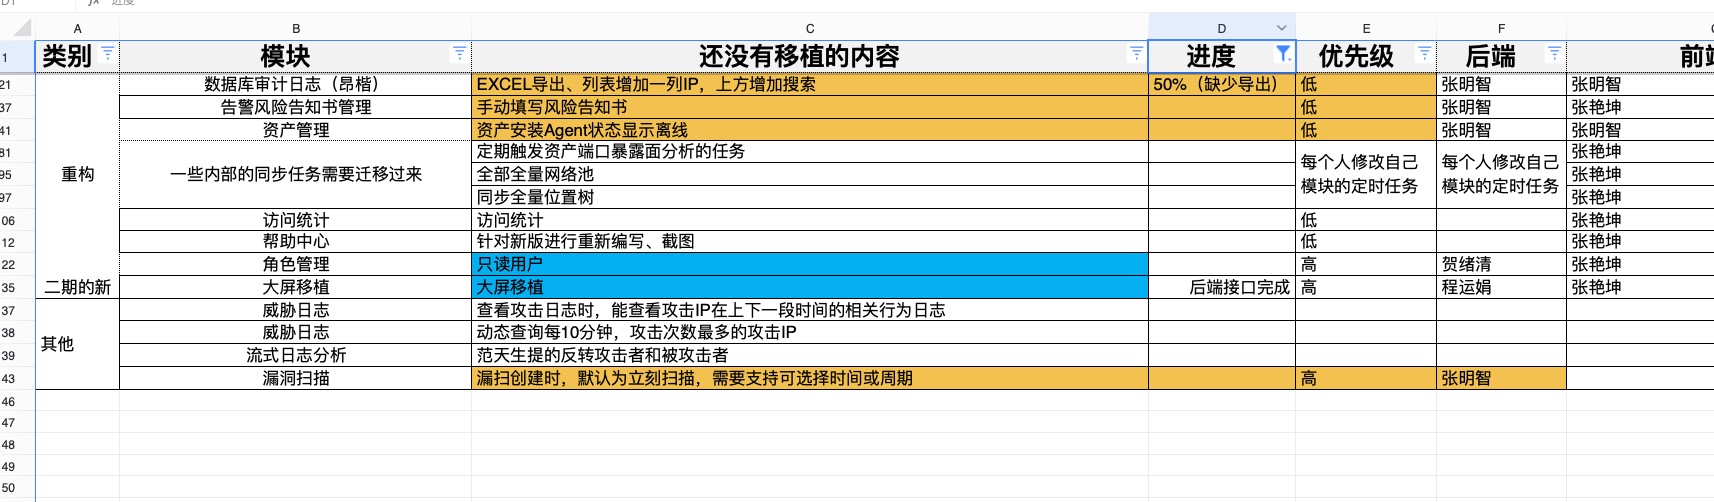 D1 fx 进度
A B C D E F
1 类别 模块 还没有移植的内容 进度 优先级 后端
21 数据库审计日志（昂楷） EXCEL导出、列表增加一列IP，上方增加搜索 50%（缺少导出） 低 张明智 张明智
37 告警风险告知书管理 手动填写风险告知书 低 张明智 张艳坤
41 资产管理 资产安装Agent状态显示离线 低 张明智 张明智
81 定期触发资产端口暴露面分析的任务 张艳坤
每个人修改自己 每个人修改自己
95 重构 一些内部的同步任务需要迁移过来 全部全量网络池 张艳坤
模块的定时任务 模块的定时任务
97 同步全量位置树 张艳坤
06 访问统计 访问统计 低 张艳坤
12 帮助中心 针对新版进行重新编写、截图 低 张艳坤
22 角色管理 只读用户 高 贺绪清 张艳坤
35 二期的新 大屏移植 大屏移植 后端接口完成 高 程运娟 张艳坤
37 威胁日志 查看攻击日志时，能查看攻击IP在上下一段时间的相关行为日志
38 威胁日志 动态查询每10分钟，攻击次数最多的攻击IP
其他
39 流式日志分析 范天生提的反转攻击者和被攻击者
43 漏洞扫描 漏扫创建时，默认为立刻扫描，需要支持可选择时间或周期 高 张明智
46
47
48
49
50